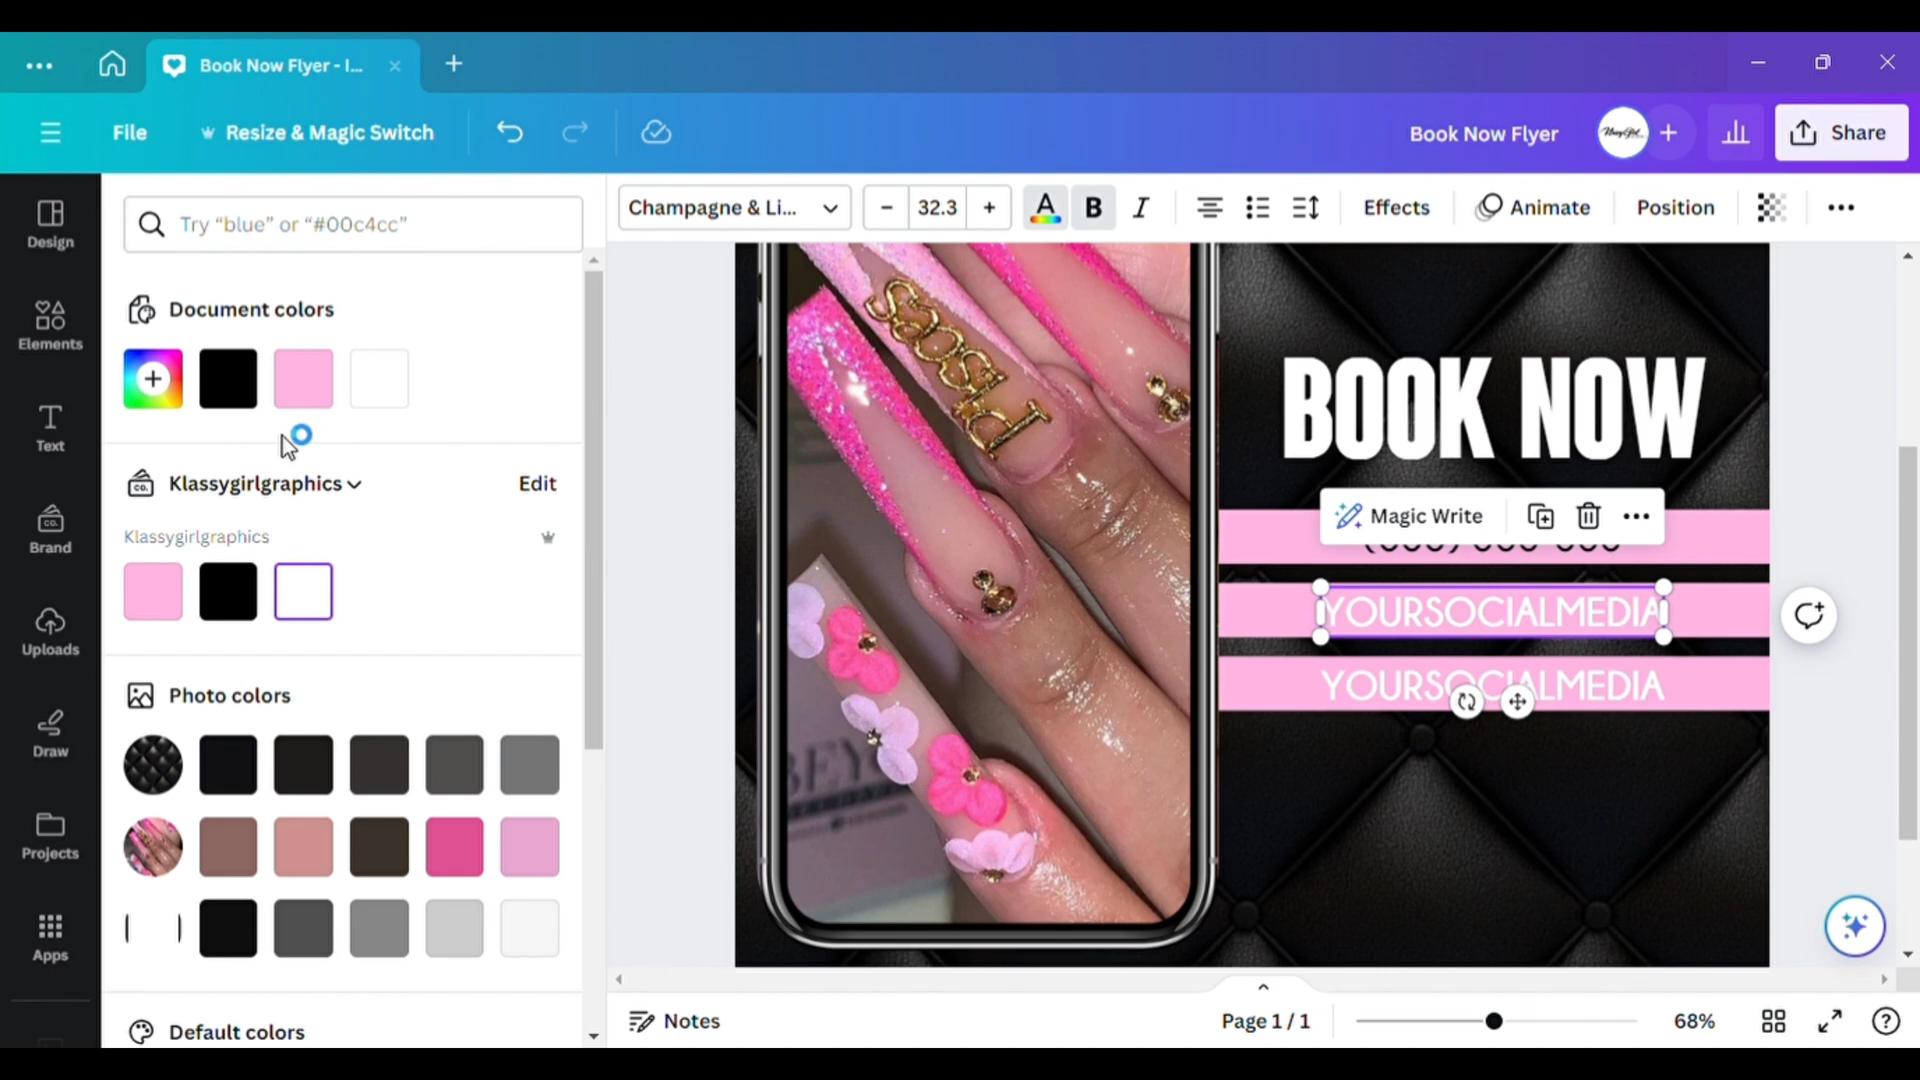 Book Now Flyer - I...
File
Resize & Magic Switch
Book Now Flyer
Share
Design
Elements
Text
Brand
Uploads
Draw
Projects
Apps
Try “blue” or “#00c4cc”
Document colors
Klassygirlgraphics
Edit
Klassygirlgraphics
Photo colors
Default colors
Champagne & Li...
− 32.3 +
A B I
Effects
Animate
Position
BOOK NOW
Magic Write
YOURSOCIALMEDIA
YOURSOCIALMEDIA
Notes
Page 1 / 1
68%